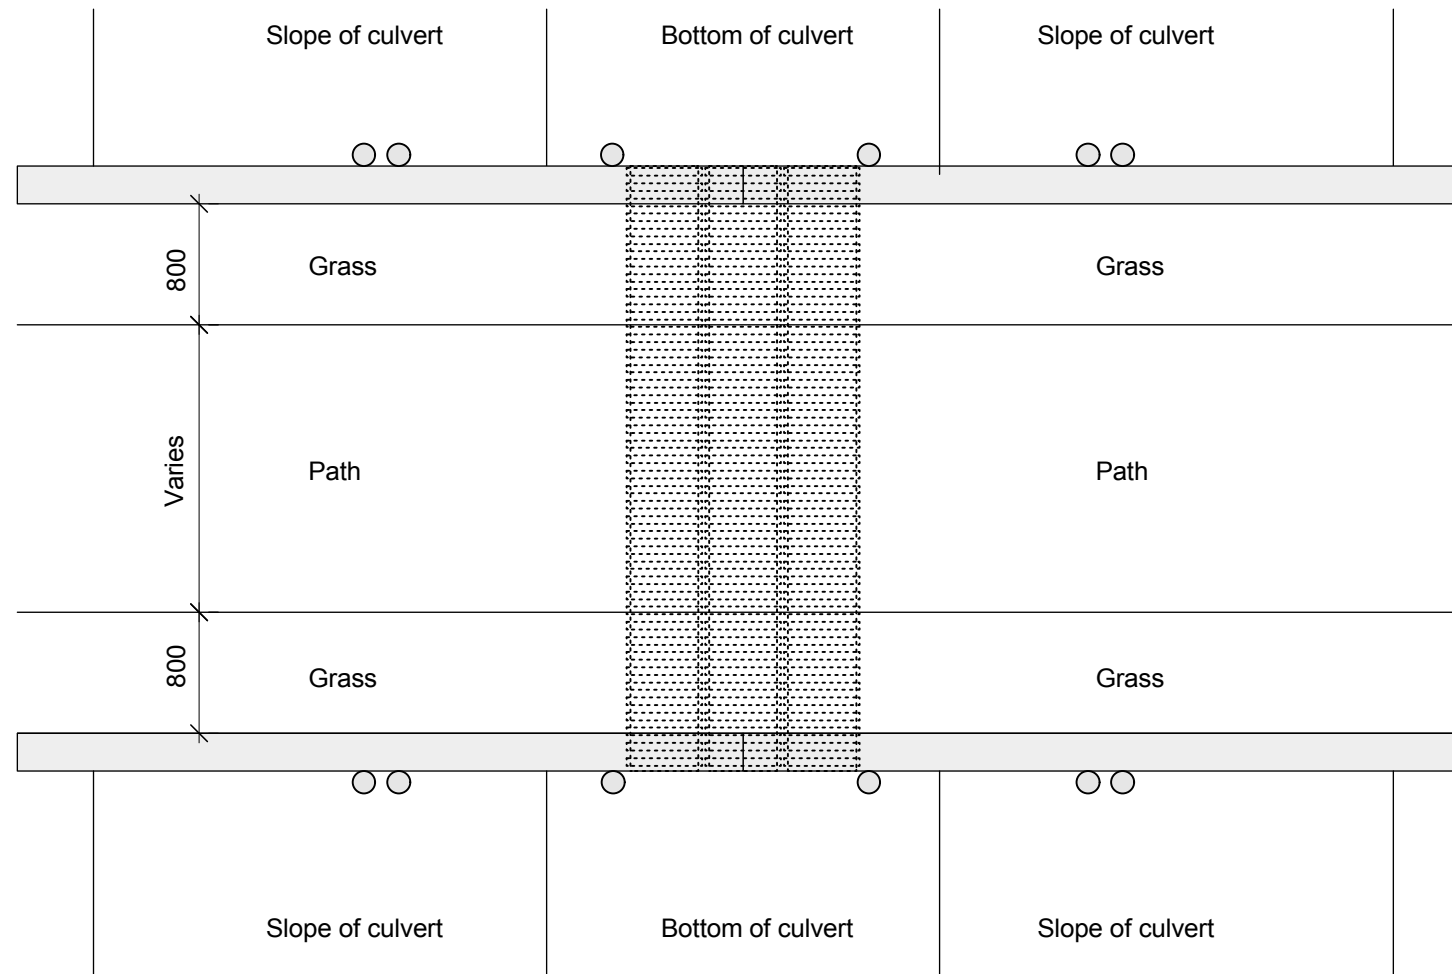 Slope of culvert
Bottom of culvert
Slope of culvert
800
Grass
Grass
Varies
Path
Path
800
Grass
Grass
Slope of culvert
Bottom of culvert
Slope of culvert